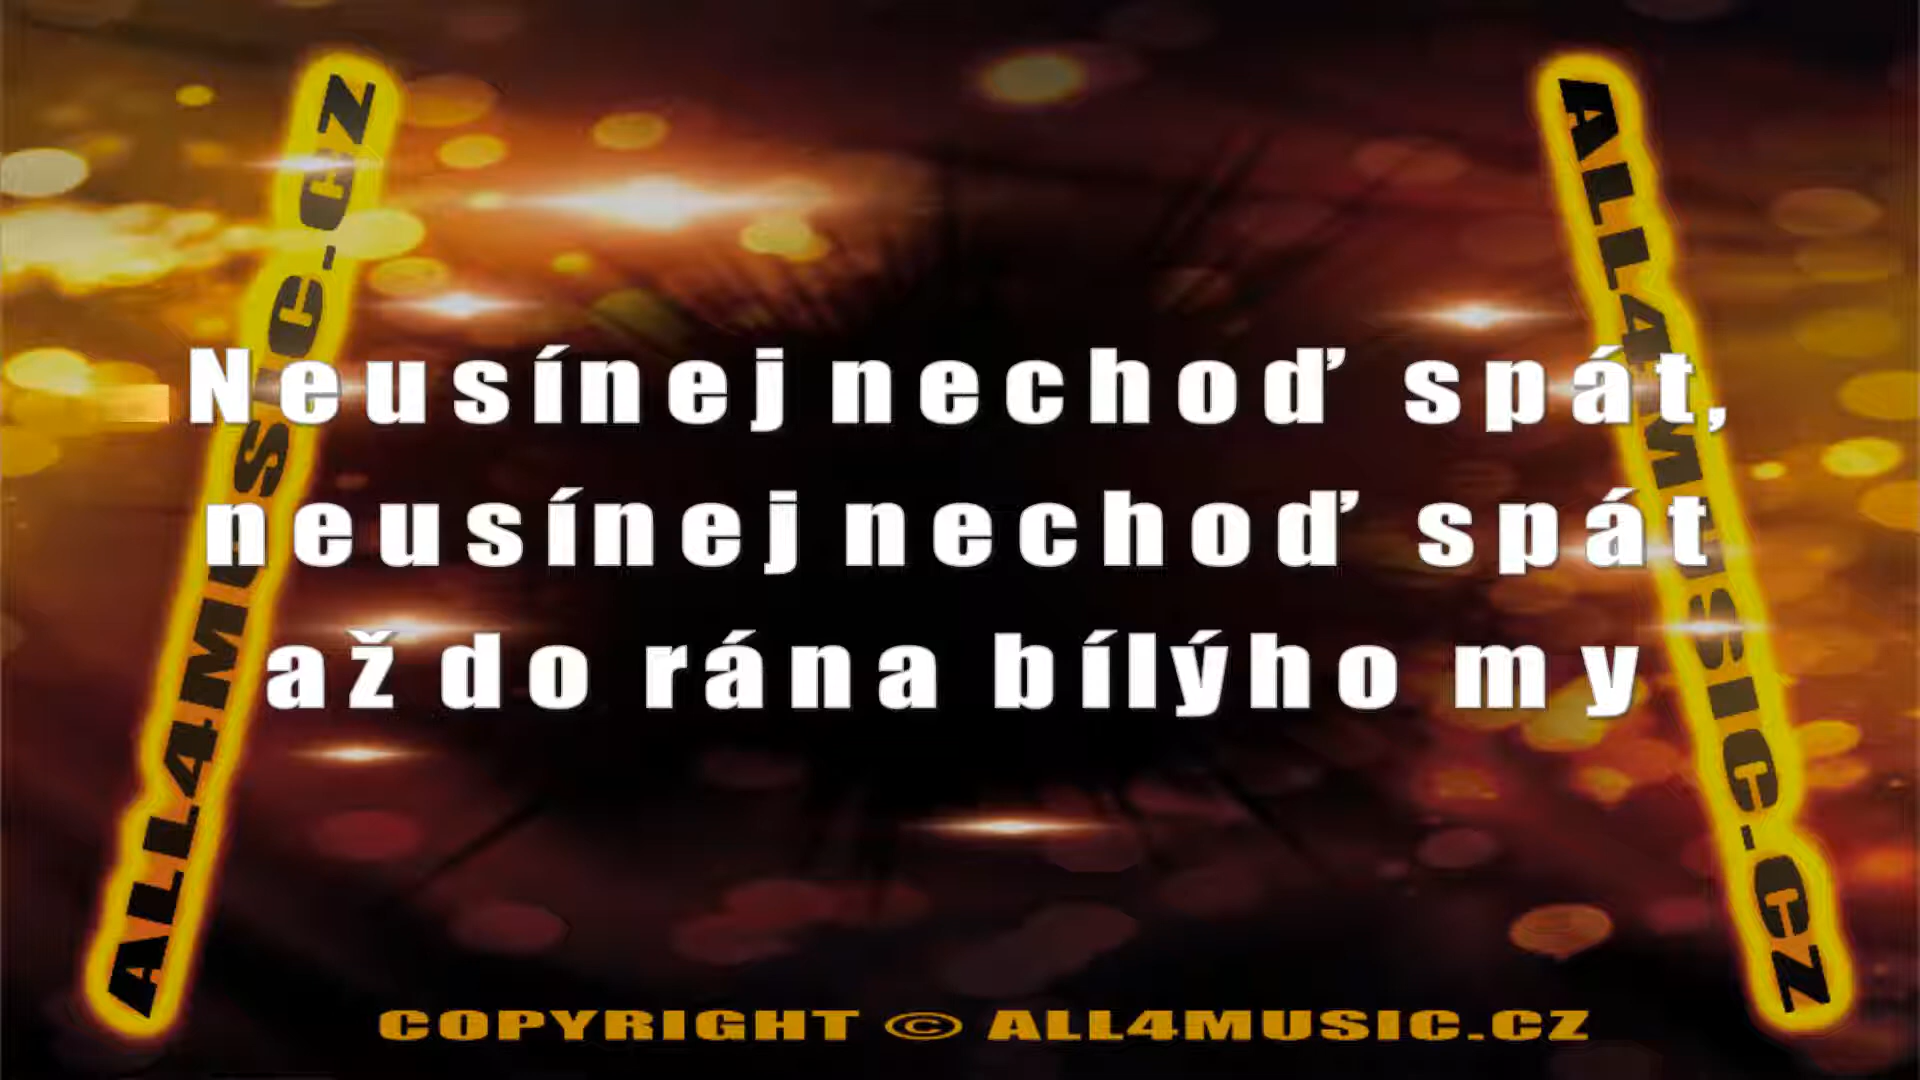 Neusínej nechoď spát,
neusínej nechoď spát
až do rána bílýho my
ALL4MUSIC.CZ
ALL4MUSIC.CZ
COPYRIGHT © ALL4MUSIC.CZ